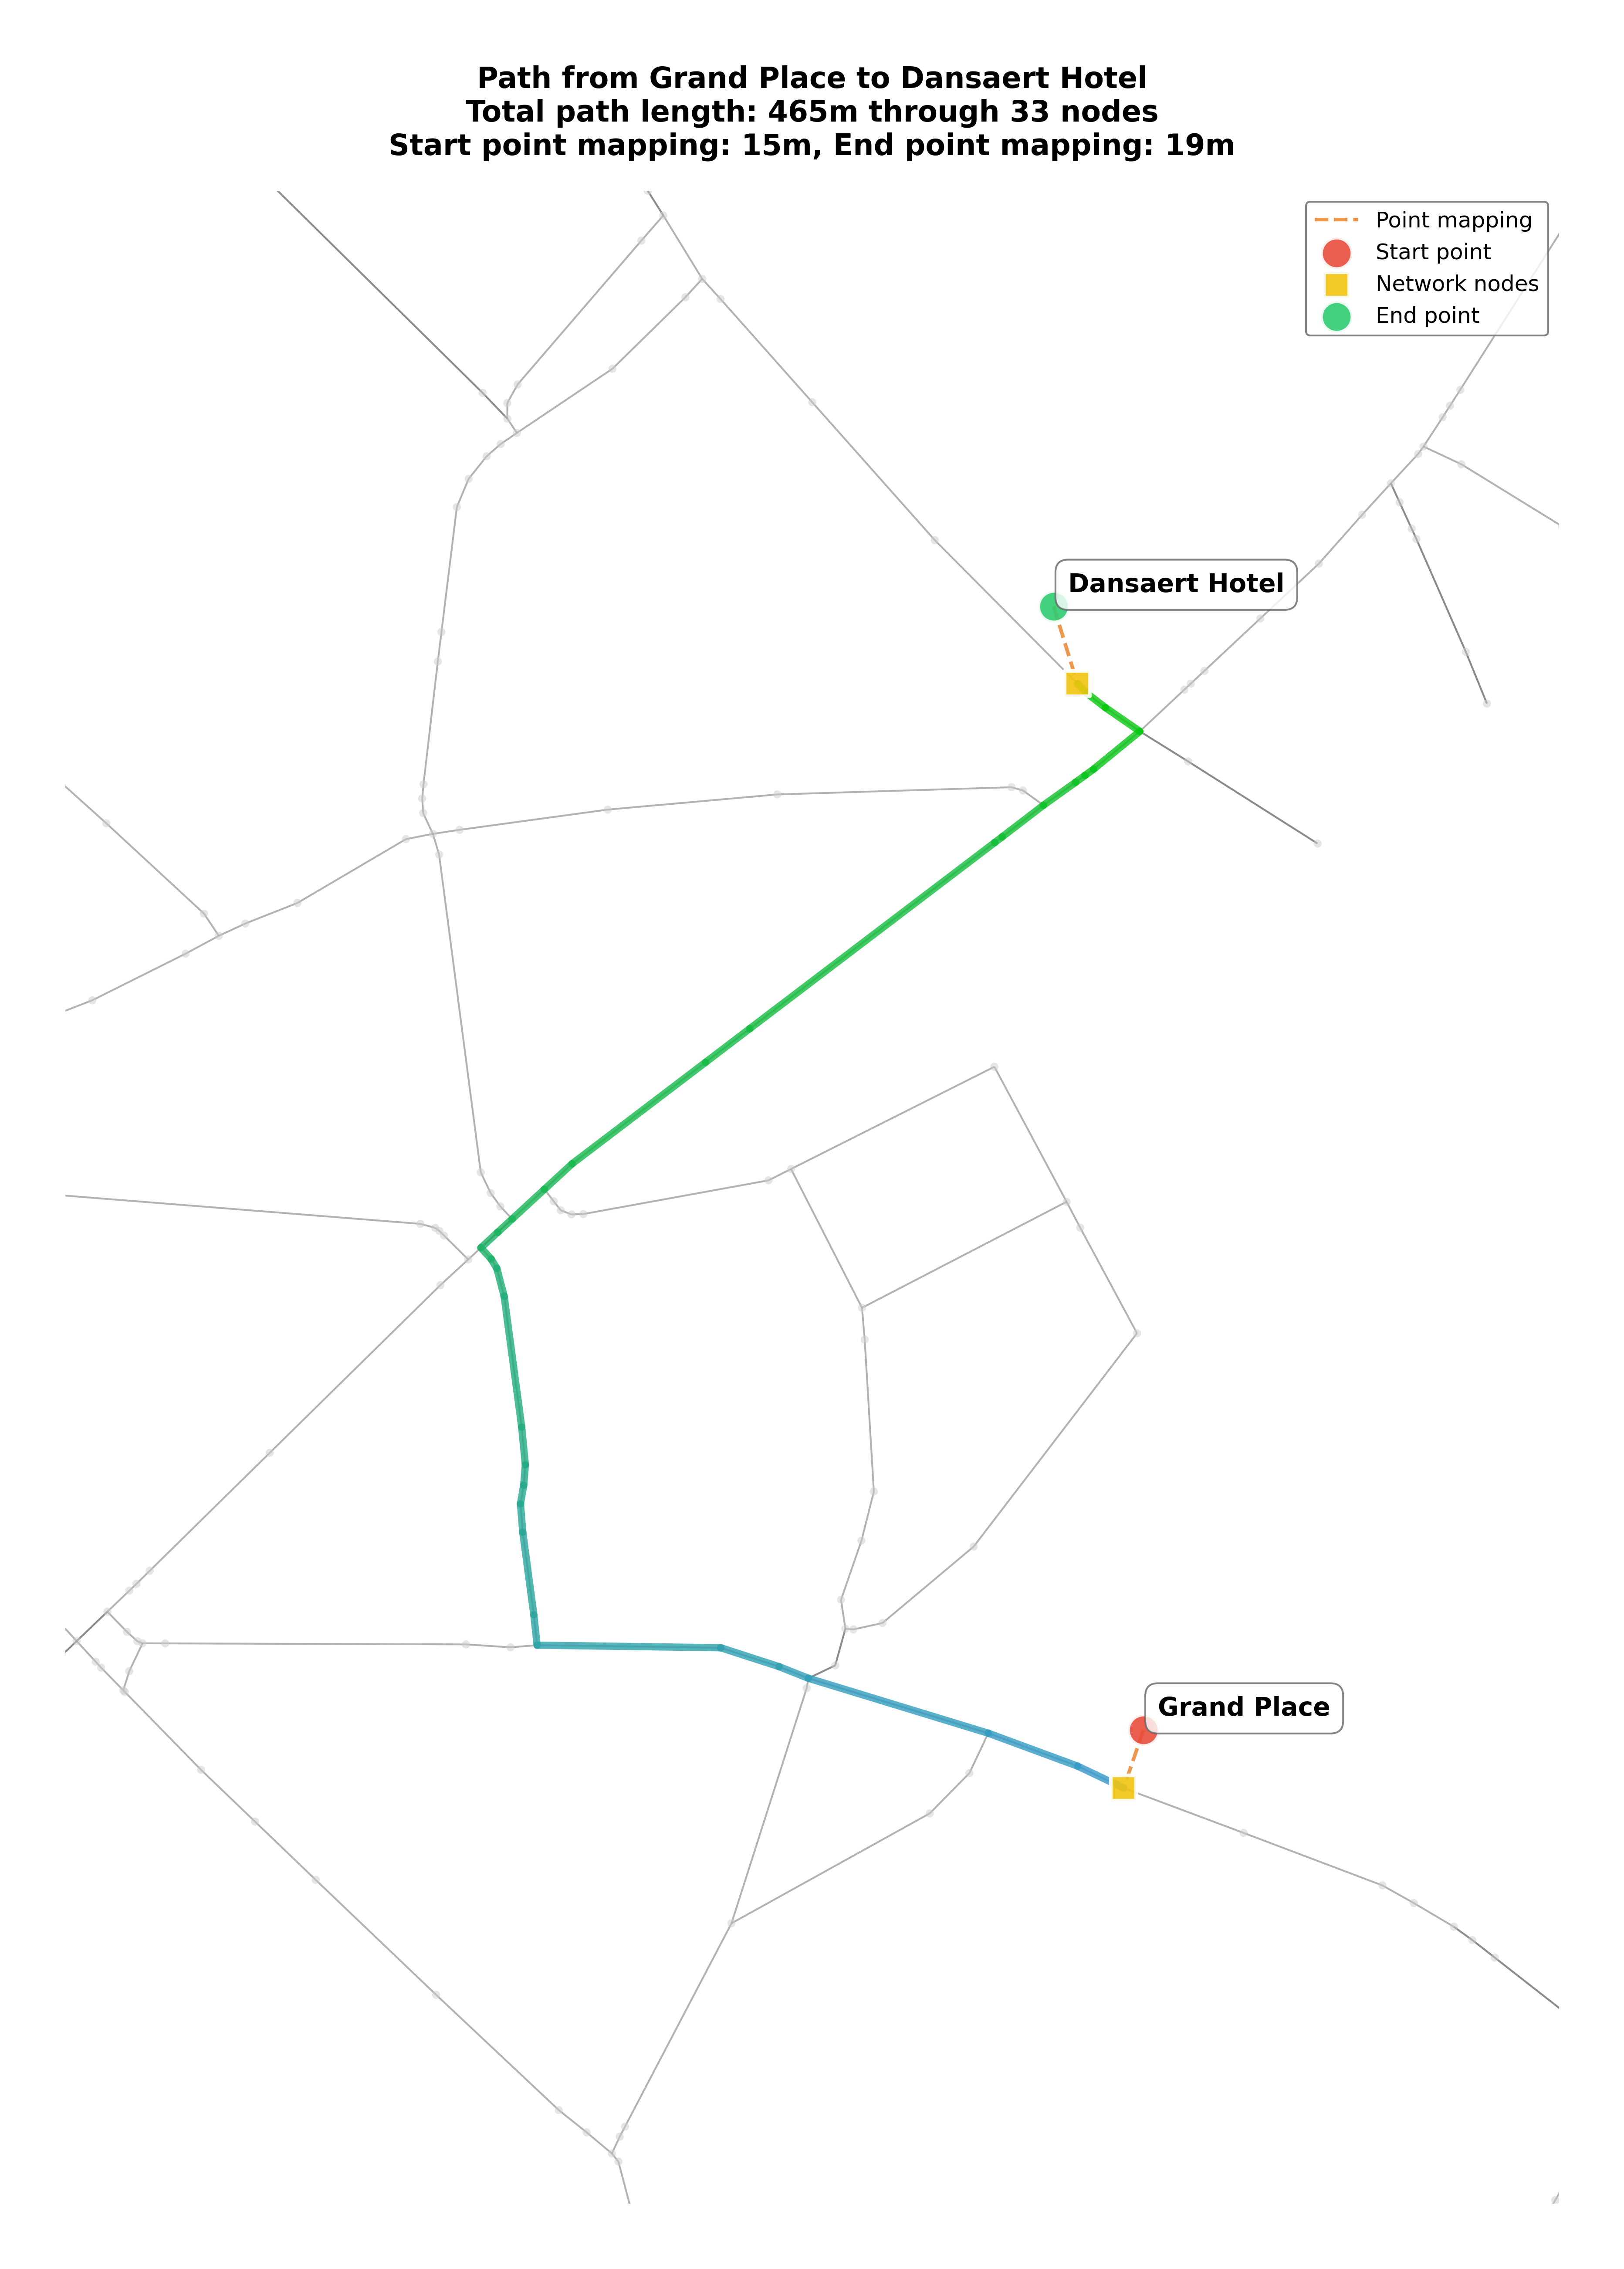 Path from Grand Place to Dansaert Hotel
Total path length: 465m through 33 nodes
Start point mapping: 15m, End point mapping: 19m
Point mapping
Start point
Network nodes
End point
Dansaert Hotel
Grand Place